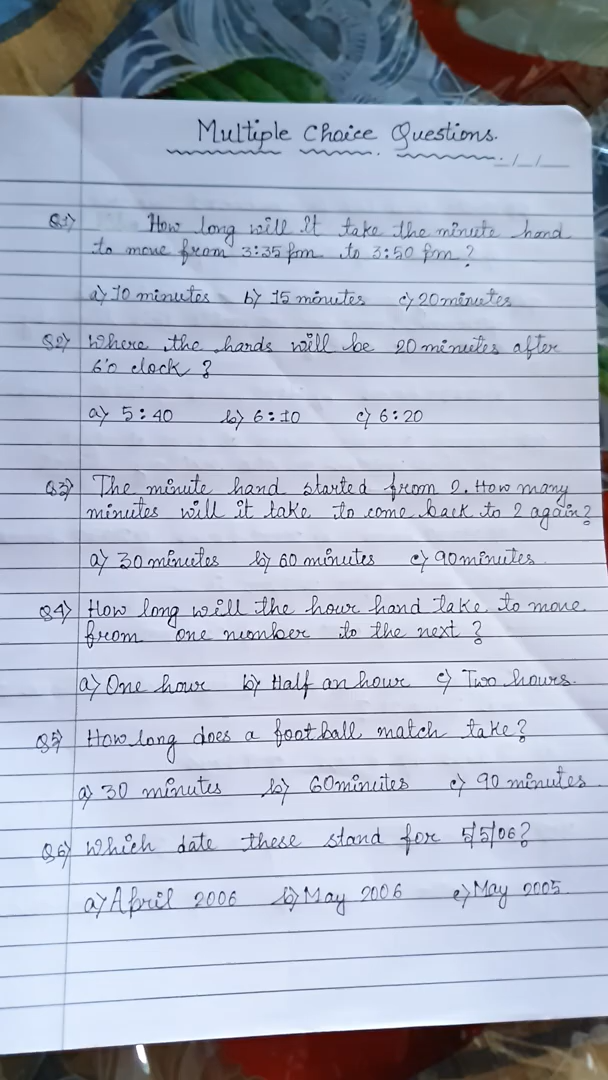 Multiple Choice Questions.
_/_/__
Q1) How long will it take the minute hand
to move from 3:35 pm to 3:50 pm?
a) 10 minutes b) 15 minutes c) 20 minutes
Q2) Where the hands will be 20 minutes after
6'o clock?
a) 5:40 b) 6:10 c) 6:20
Q3) The minute hand started from 2. How many
minutes will it take to come back to 2 again?
a) 30 minutes b) 60 minutes c) 90 minutes.
Q4) How long will the hour hand take to move
from one number to the next?
a) One hour b) Half an hour c) Two hours.
Q5) How long does a football match take?
a) 30 minutes b) 60 minutes c) 90 minutes.
Q6) Which date these stand for 5/5/06?
a) April 2006 b) May 2006 c) May 2005